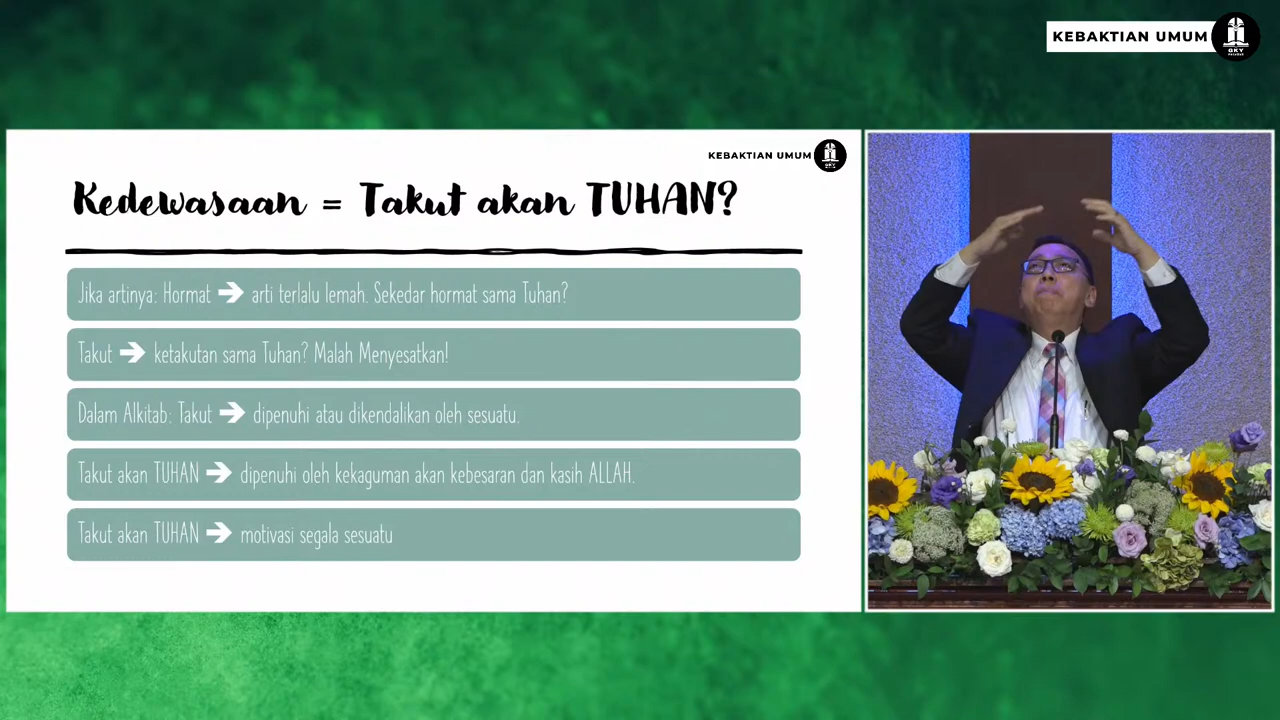 KEBAKTIAN UMUM
GKY
KEBAKTIAN UMUM
GKY
Kedewasaan = Takut akan TUHAN?
Jika artinya: Hormat ➔ arti terlalu lemah. Sekedar hormat sama Tuhan?
Takut ➔ ketakutan sama Tuhan? Malah Menyesatkan!
Dalam Alkitab: Takut ➔ dipenuhi atau dikendalikan oleh sesuatu.
Takut akan TUHAN ➔ dipenuhi oleh kekaguman akan kebesaran dan kasih ALLAH.
Takut akan TUHAN ➔ motivasi segala sesuatu